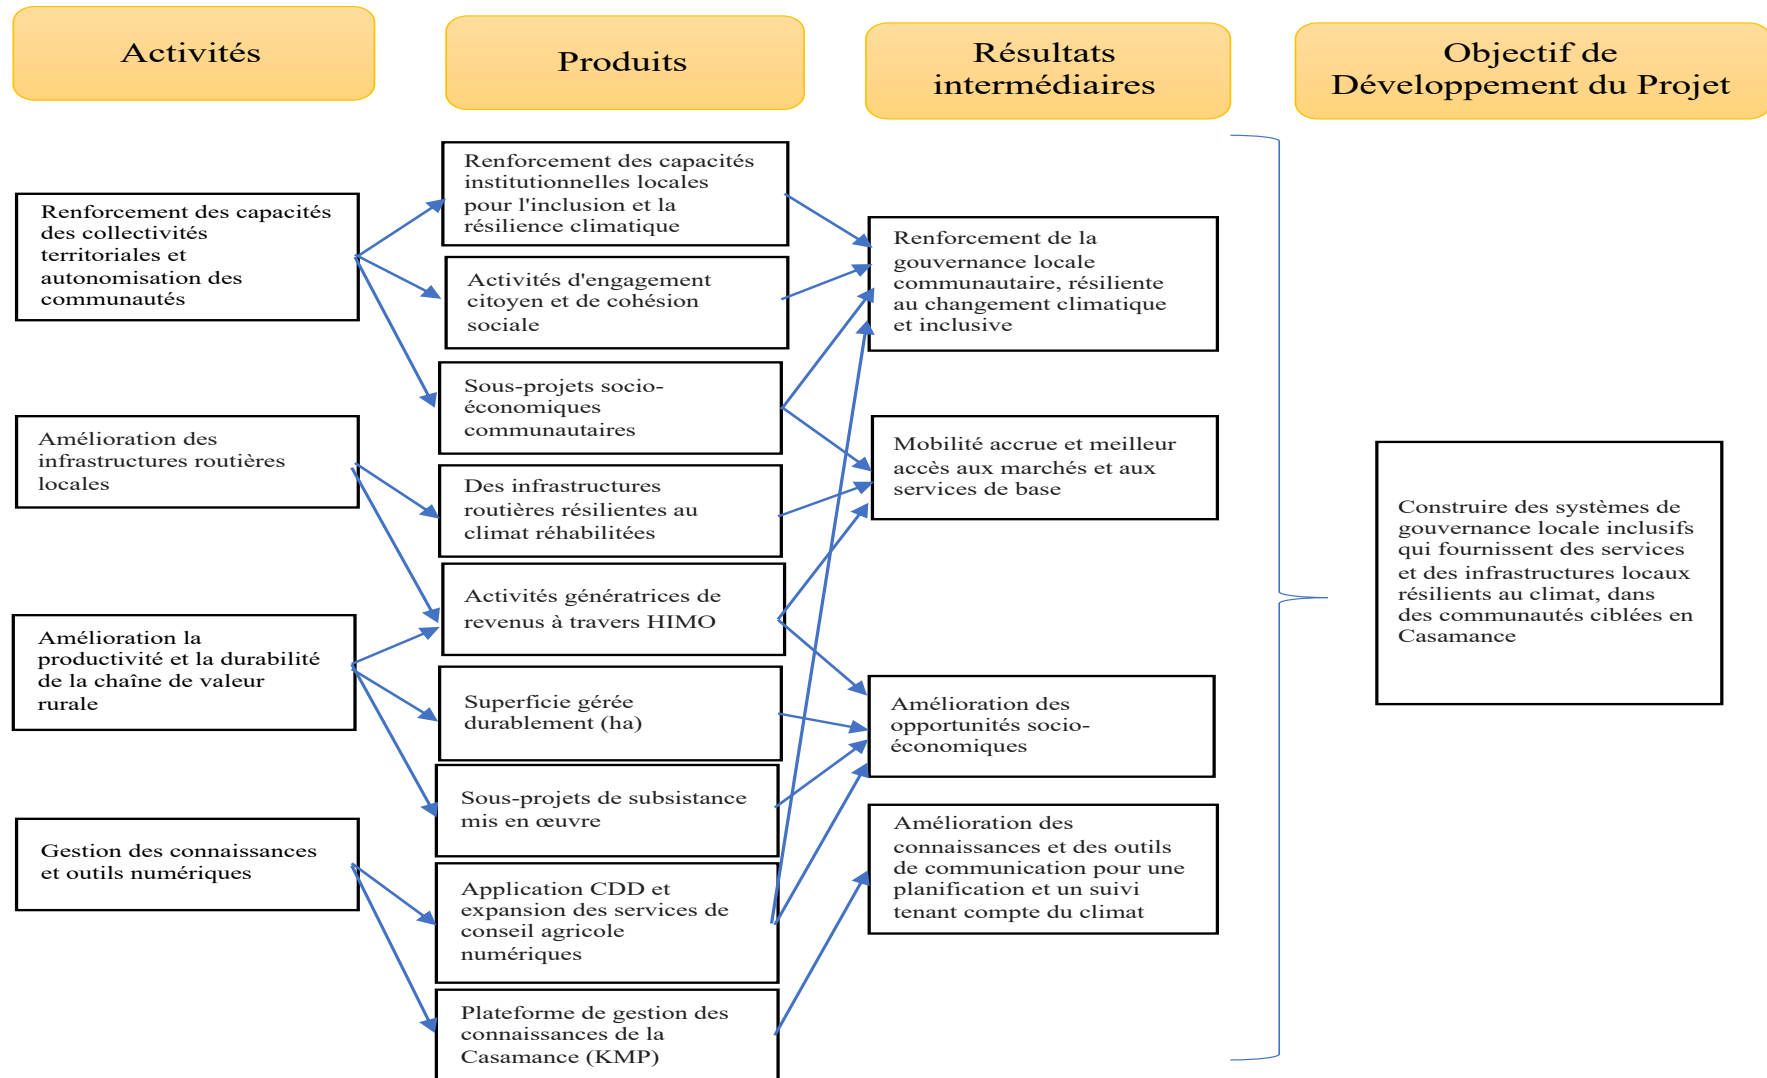 Activités
Produits
Résultats
intermédiaires
Objectif de
Développement du Projet
Renforcement des capacités
des collectivités
territoriales et
autonomisation des
communautés
Amélioration des
infrastructures routières
locales
Amélioration la
productivité et la durabilité
de la chaîne de valeur
rurale
Gestion des connaissances
et outils numériques
Renforcement des capacités
institutionnelles locales
pour l'inclusion et la
résilience climatique
Activités d'engagement
citoyen et de cohésion
sociale
Sous-projets socio-
économiques
communautaires
Des infrastructures
routières résilientes au
climat réhabilitées
Activités génératrices de
revenus à travers HIMO
Superficie gérée
durablement (ha)
Sous-projets de subsistance
mis en œuvre
Application CDD et
expansion des services de
conseil agricole
numériques
Plateforme de gestion des
connaissances de la
Casamance (KMP)
Renforcement de la
gouvernance locale
communautaire, résiliente
au changement climatique
et inclusive
Mobilité accrue et meilleur
accès aux marchés et aux
services de base
Amélioration des
opportunités socio-
économiques
Amélioration des
connaissances et des outils
de communication pour une
planification et un suivi
tenant compte du climat
Construire des systèmes de
gouvernance locale inclusifs
qui fournissent des services
et des infrastructures locaux
résilients au climat, dans
des communautés ciblées en
Casamance